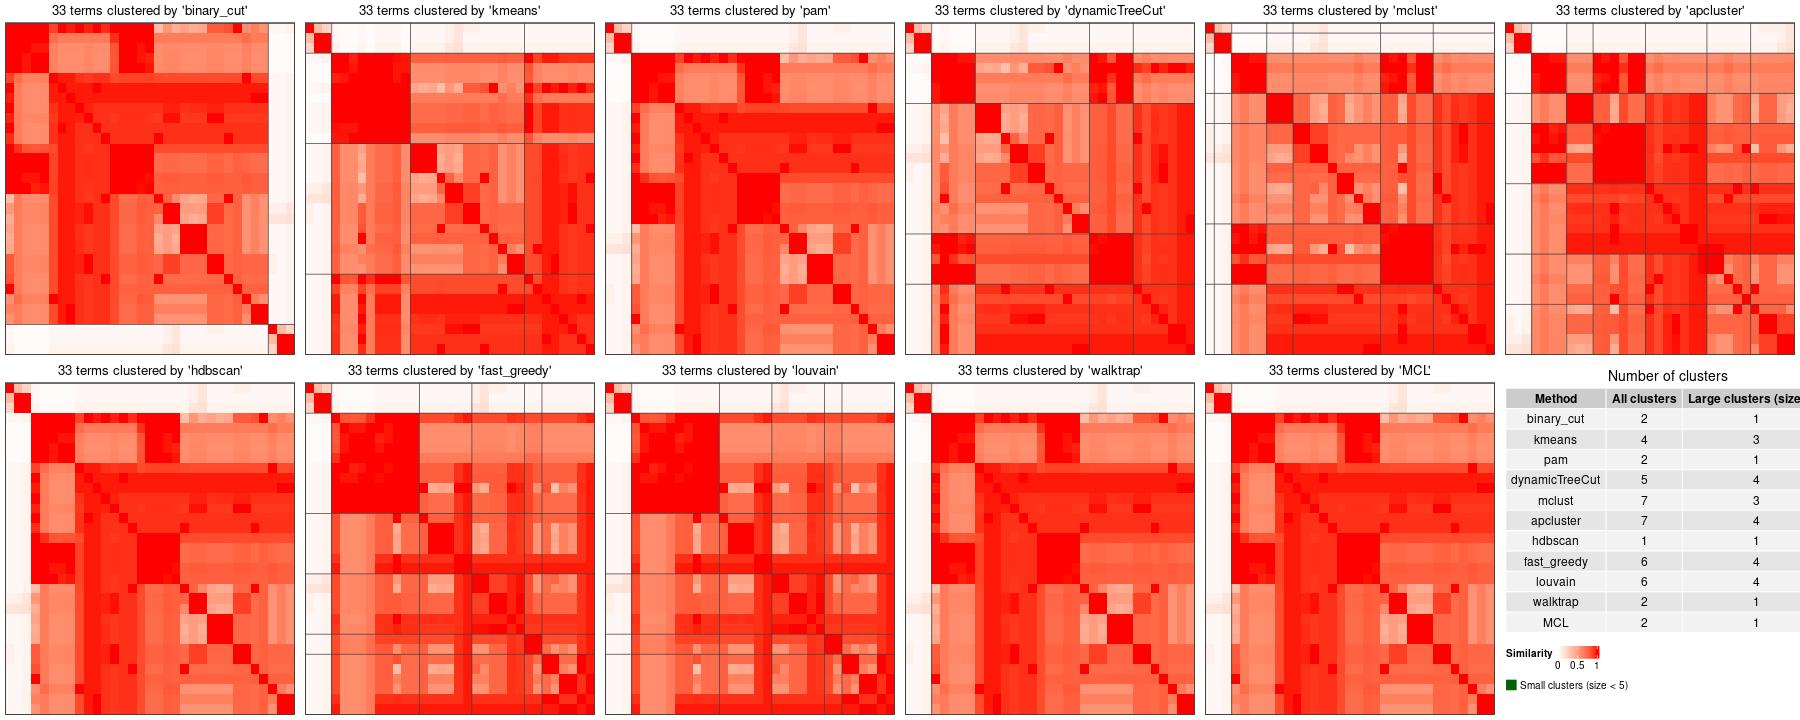 33 terms clustered by 'binary_cut'
33 terms clustered by 'kmeans'
33 terms clustered by 'pam'
33 terms clustered by 'dynamicTreeCut'
33 terms clustered by 'mclust'
33 terms clustered by 'apcluster'
33 terms clustered by 'hdbscan'
33 terms clustered by 'fast_greedy'
33 terms clustered by 'louvain'
33 terms clustered by 'walktrap'
33 terms clustered by 'MCL'
Number of clusters
Method All clusters Large clusters (size
binary_cut 2 1
kmeans 4 3
pam 2 1
dynamicTreeCut 5 4
mclust 7 3
apcluster 7 4
hdbscan 1 1
fast_greedy 6 4
louvain 6 4
walktrap 2 1
MCL 2 1
Similarity
0 0.5 1
Small clusters (size < 5)